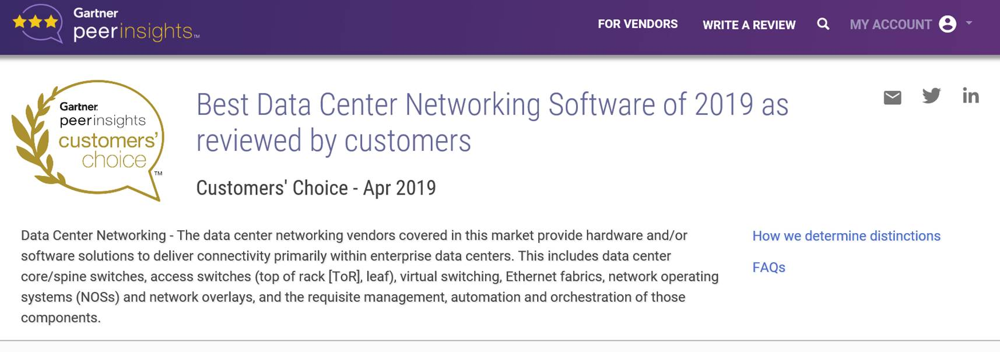 Gartner
peerinsights™
FOR VENDORS
WRITE A REVIEW
MY ACCOUNT
Gartner
peerinsights
customers'
choice
™
Best Data Center Networking Software of 2019 as
reviewed by customers
Customers' Choice - Apr 2019
Data Center Networking - The data center networking vendors covered in this market provide hardware and/or
software solutions to deliver connectivity primarily within enterprise data centers. This includes data center
core/spine switches, access switches (top of rack [ToR], leaf), virtual switching, Ethernet fabrics, network operating
systems (NOSs) and network overlays, and the requisite management, automation and orchestration of those
components.
How we determine distinctions
FAQs